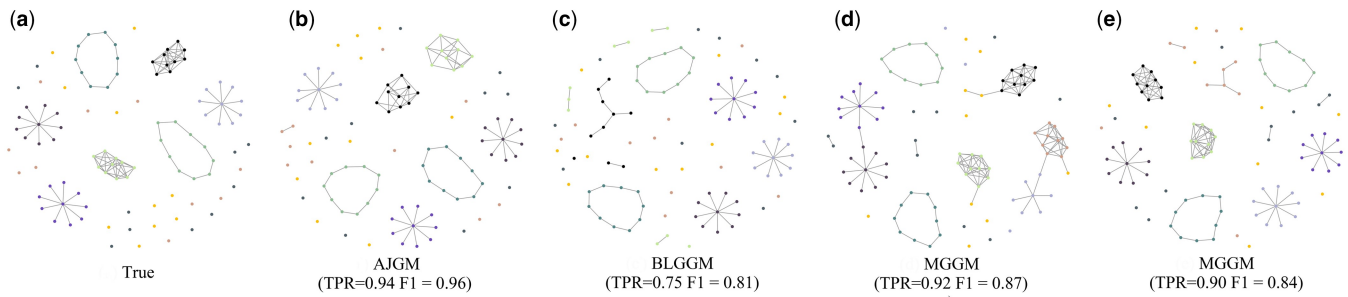 (a)
(b)
(c)
(d)
(e)
True
AJGM
(TPR=0.94 F1 = 0.96)
BLGGM
(TPR=0.75 F1 = 0.81)
MGGM
(TPR=0.92 F1 = 0.87)
MGGM
(TPR=0.90 F1 = 0.84)